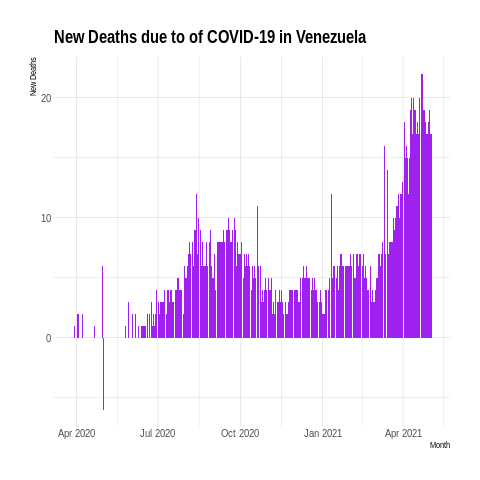 New Deaths due to of COVID-19 in Venezuela
New Deaths
20
10
0
Apr 2020 Jul 2020 Oct 2020 Jan 2021 Apr 2021
Month